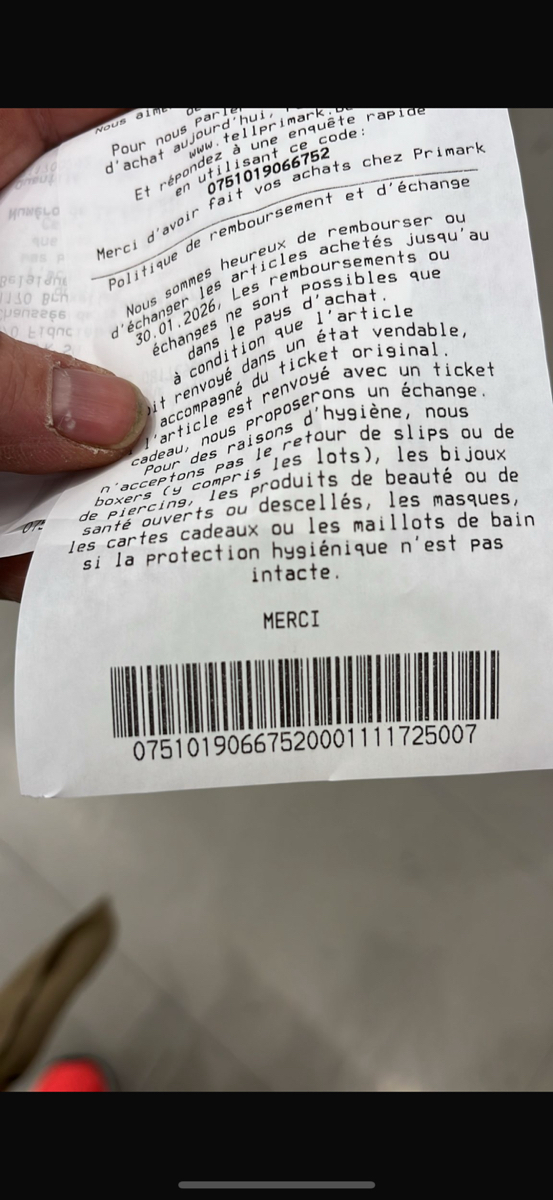 Nous aime
Pour nous parler
d'achat aujourd'hui,
www.tellprimark.
Et répondez à une enquête rapide
en utilisant ce code:
0751019066752
Merci d'avoir fait vos achats chez Primark
Politique de remboursement et d'échange
Nous sommes heureux de rembourser ou
d'échanger les articles achetés jusqu'au
30.01.2026, Les remboursements ou
échanges ne sont possibles que
dans le pays d'achat.
à condition que l'article
it renvoyé dans un état vendable,
accompagné du ticket original.
l'article est renvoyé avec un ticket
cadeau, nous proposerons un échange.
Pour des raisons d'hygiène, nous
n'acceptons pas le retour de slips ou de
boxers (y compris les lots), les bijoux
de piercing, les produits de beauté ou de
santé ouverts ou descellés, les masques,
les cartes cadeaux ou les maillots de bain
si la protection hygiénique n'est pas
intacte.
MERCI
07510190667520001111725007